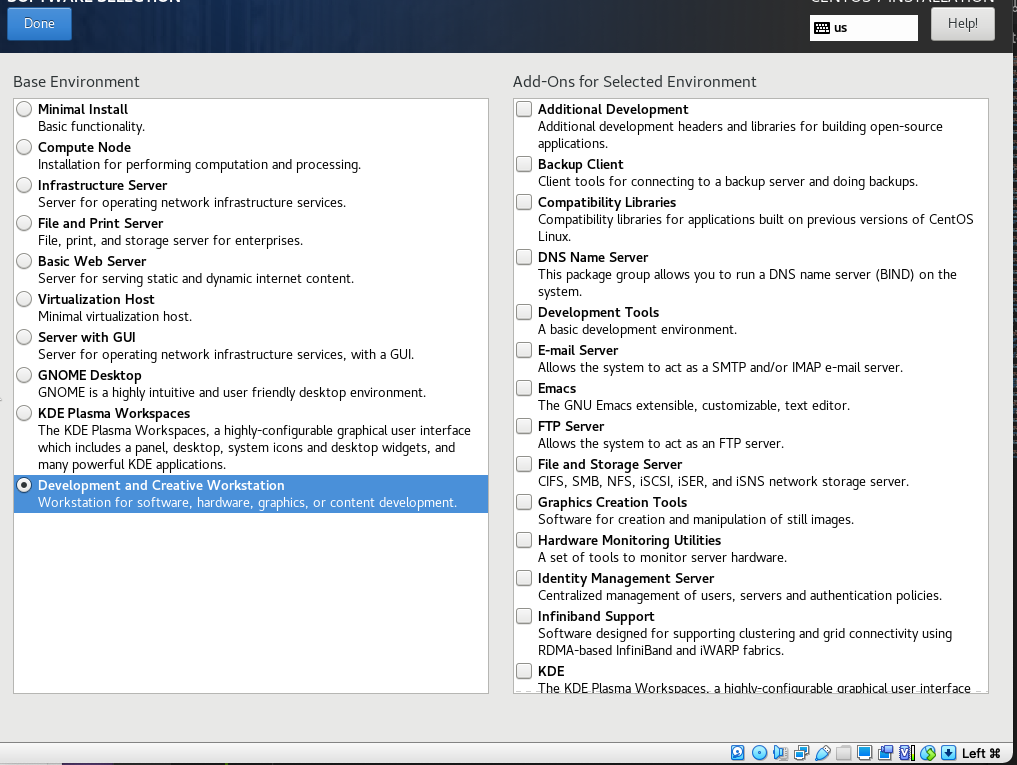 SOFTWARE SELECTION
CENTOS 7 INSTALLATION
Done
us
Help!
Base Environment
Minimal Install
Basic functionality.
Compute Node
Installation for performing computation and processing.
Infrastructure Server
Server for operating network infrastructure services.
File and Print Server
File, print, and storage server for enterprises.
Basic Web Server
Server for serving static and dynamic internet content.
Virtualization Host
Minimal virtualization host.
Server with GUI
Server for operating network infrastructure services, with a GUI.
GNOME Desktop
GNOME is a highly intuitive and user friendly desktop environment.
KDE Plasma Workspaces
The KDE Plasma Workspaces, a highly-configurable graphical user interface
which includes a panel, desktop, system icons and desktop widgets, and
many powerful KDE applications.
Development and Creative Workstation
Workstation for software, hardware, graphics, or content development.
Add-Ons for Selected Environment
Additional Development
Additional development headers and libraries for building open-source
applications.
Backup Client
Client tools for connecting to a backup server and doing backups.
Compatibility Libraries
Compatibility libraries for applications built on previous versions of CentOS
Linux.
DNS Name Server
This package group allows you to run a DNS name server (BIND) on the
system.
Development Tools
A basic development environment.
E-mail Server
Allows the system to act as a SMTP and/or IMAP e-mail server.
Emacs
The GNU Emacs extensible, customizable, text editor.
FTP Server
Allows the system to act as an FTP server.
File and Storage Server
CIFS, SMB, NFS, iSCSI, iSER, and iSNS network storage server.
Graphics Creation Tools
Software for creation and manipulation of still images.
Hardware Monitoring Utilities
A set of tools to monitor server hardware.
Identity Management Server
Centralized management of users, servers and authentication policies.
Infiniband Support
Software designed for supporting clustering and grid connectivity using
RDMA-based InfiniBand and iWARP fabrics.
KDE
The KDE Plasma Workspaces, a highly-configurable graphical user interface
Left ⌘